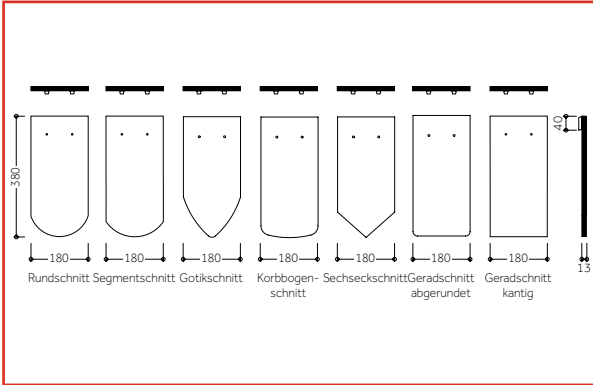 40
380
180 180 180 180 180 180 180 13
Rundschnitt Segmentschnitt Gotikschnitt Korbbogen- Sechseckschnitt Geradschnitt Geradschnitt
schnitt abgerundet kantig